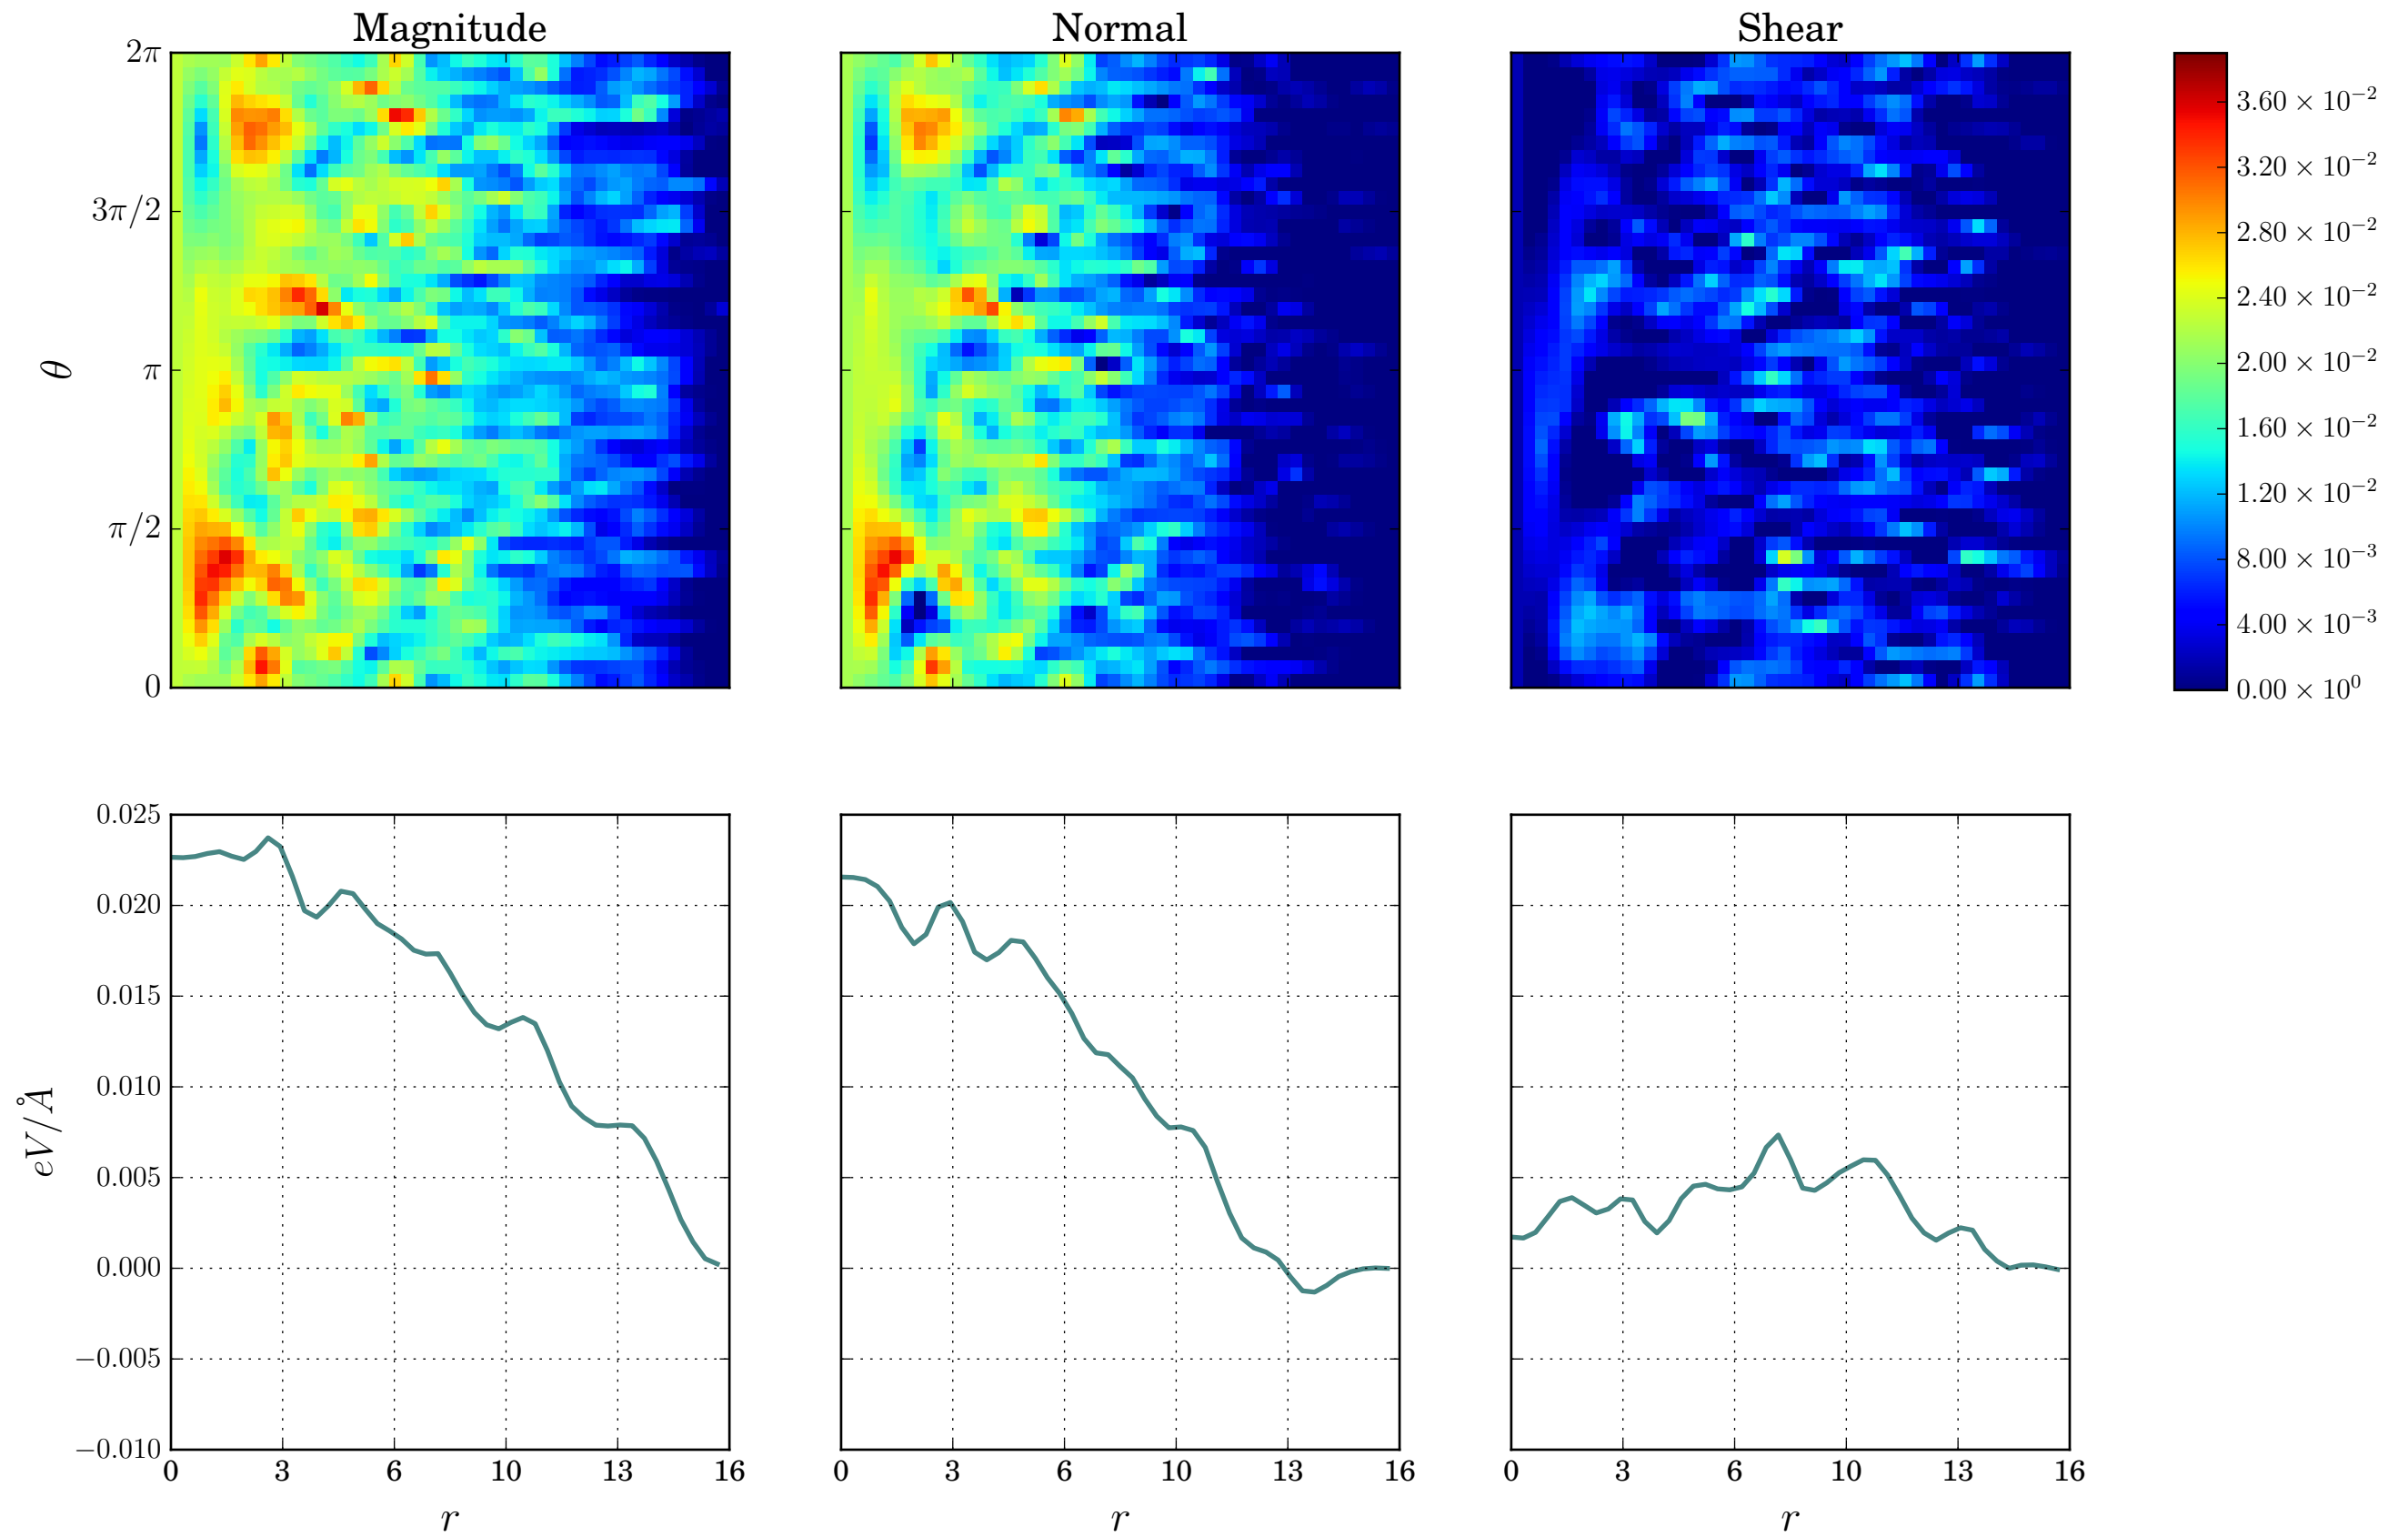 Magnitude
Normal
Shear
2π
3π/2
π
π/2
0
θ
3.60 × 10⁻²
3.20 × 10⁻²
2.80 × 10⁻²
2.40 × 10⁻²
2.00 × 10⁻²
1.60 × 10⁻²
1.20 × 10⁻²
8.00 × 10⁻³
4.00 × 10⁻³
0.00 × 10⁰
0.025
0.020
0.015
0.010
0.005
0.000
−0.005
−0.010
eV/Å
0 3 6 10 13 16
0 3 6 10 13 16
0 3 6 10 13 16
r
r
r